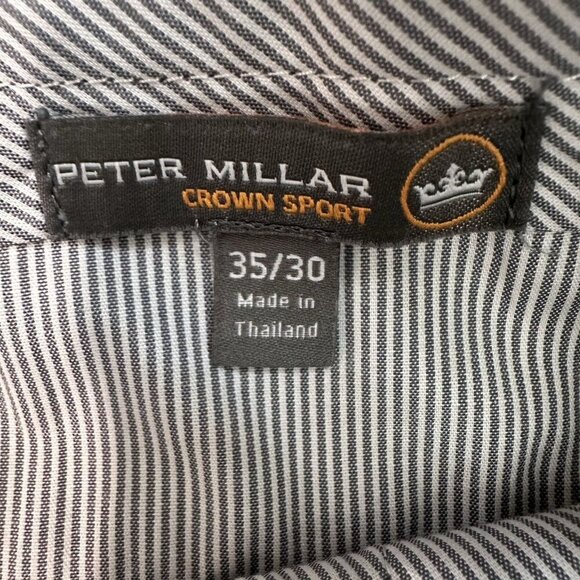 PETER MILLAR
CROWN SPORT
35/30
Made in
Thailand